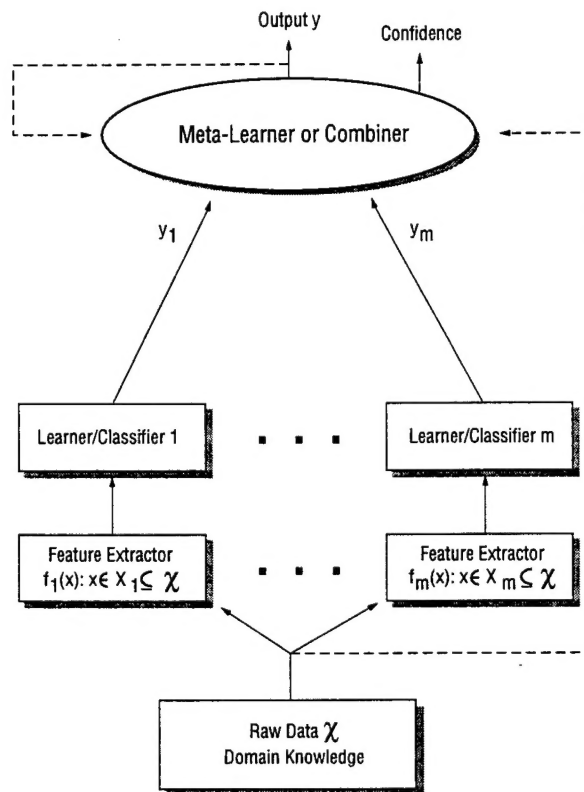 Output y
Confidence
Meta-Learner or Combiner
y1
ym
Learner/Classifier 1
Learner/Classifier m
Feature Extractor
f1(x): x∈ X1⊆ χ
Feature Extractor
fm(x): x∈ Xm⊆ χ
Raw Data χ
Domain Knowledge